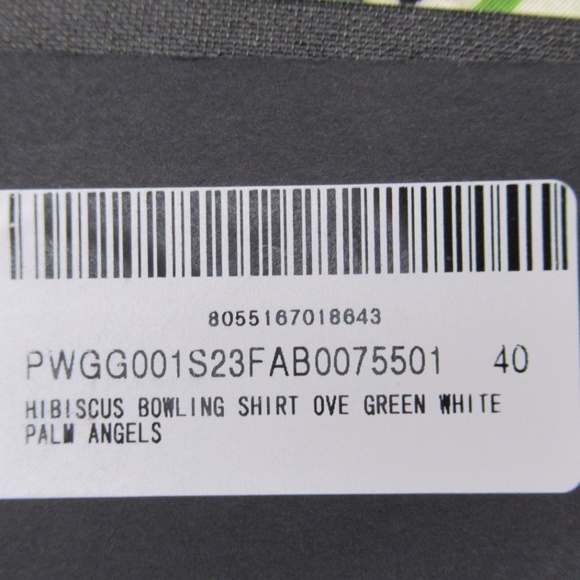 8055167018643
PWGG001S23FAB0075501 40
HIBISCUS BOWLING SHIRT OVE GREEN WHITE
PALM ANGELS